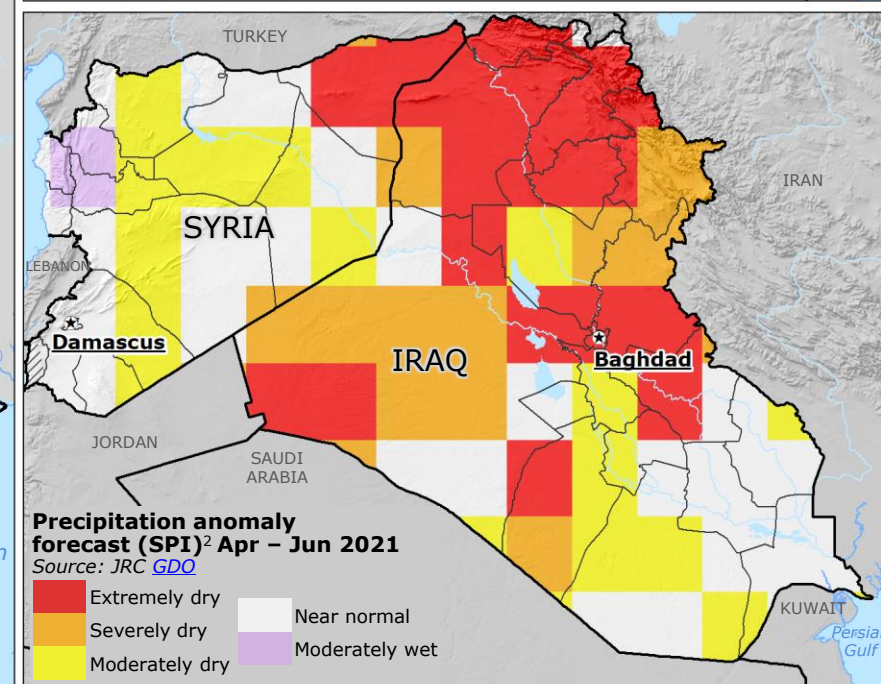 TURKEY
IRAN
SYRIA
LEBANON
Damascus
IRAQ
Baghdad
JORDAN
SAUDI
ARABIA
Precipitation anomaly
forecast (SPI)² Apr – Jun 2021
Source: JRC GDO
Extremely dry
Severely dry
Moderately dry
Near normal
Moderately wet
KUWAIT
Persian
Gulf